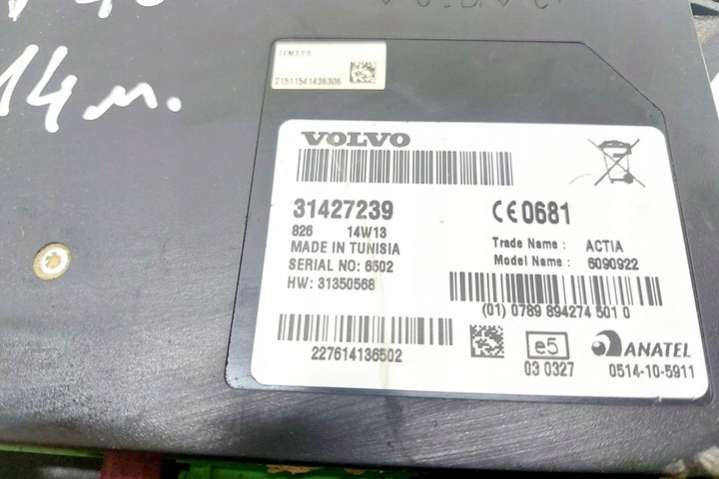 14м.
21511541436306
VOLVO
31427239
826 14W13
MADE IN TUNISIA
SERIAL NO: 6502
HW: 31350568
227614136502
CE0681
Trade Name : ACTIA
Model Name : 6090922
(01) 0789 894274 501 0
e5
03 0327
ANATEL
0514-10-5911